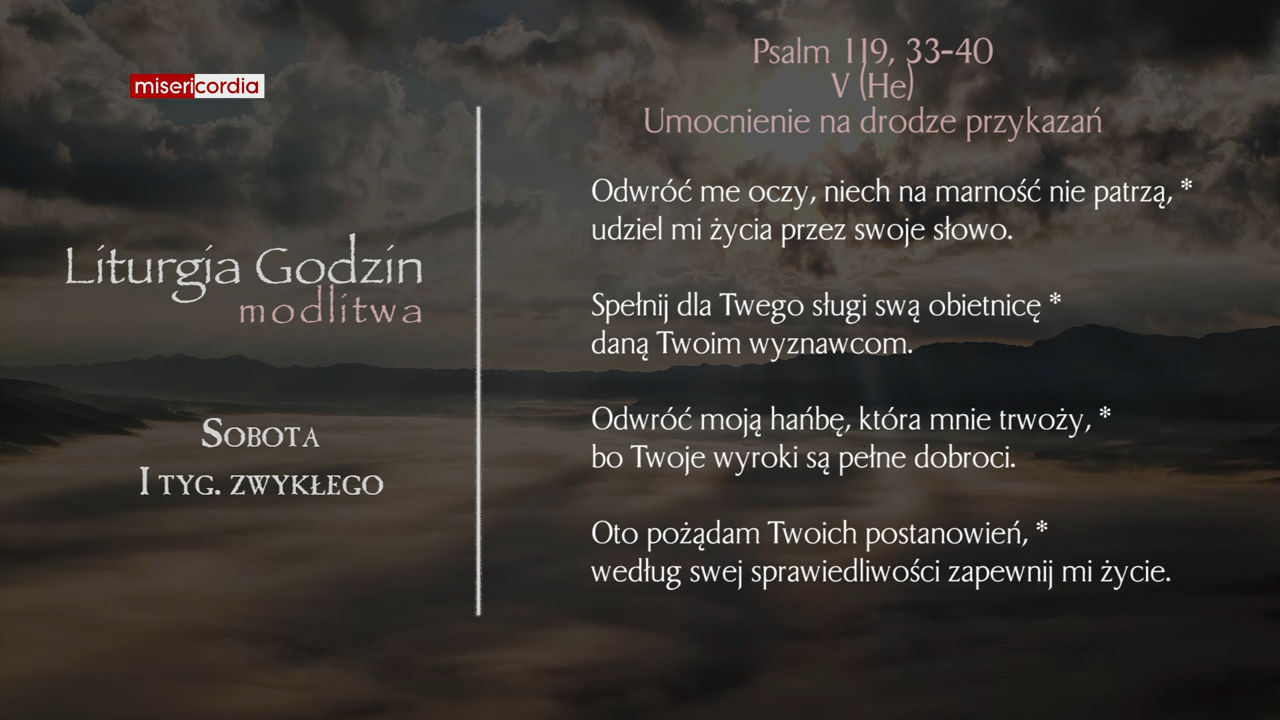 misericordia
Liturgia Godzin
modlitwa
Sobota
I tyg. zwykłego
Psalm 119, 33-40
V (He)
Umocnienie na drodze przykazań
Odwróć me oczy, niech na marność nie patrzą, *
udziel mi życia przez swoje słowo.
Spełnij dla Twego sługi swą obietnicę *
daną Twoim wyznawcom.
Odwróć moją hańbę, która mnie trwoży, *
bo Twoje wyroki są pełne dobroci.
Oto pożądam Twoich postanowień, *
według swej sprawiedliwości zapewnij mi życie.